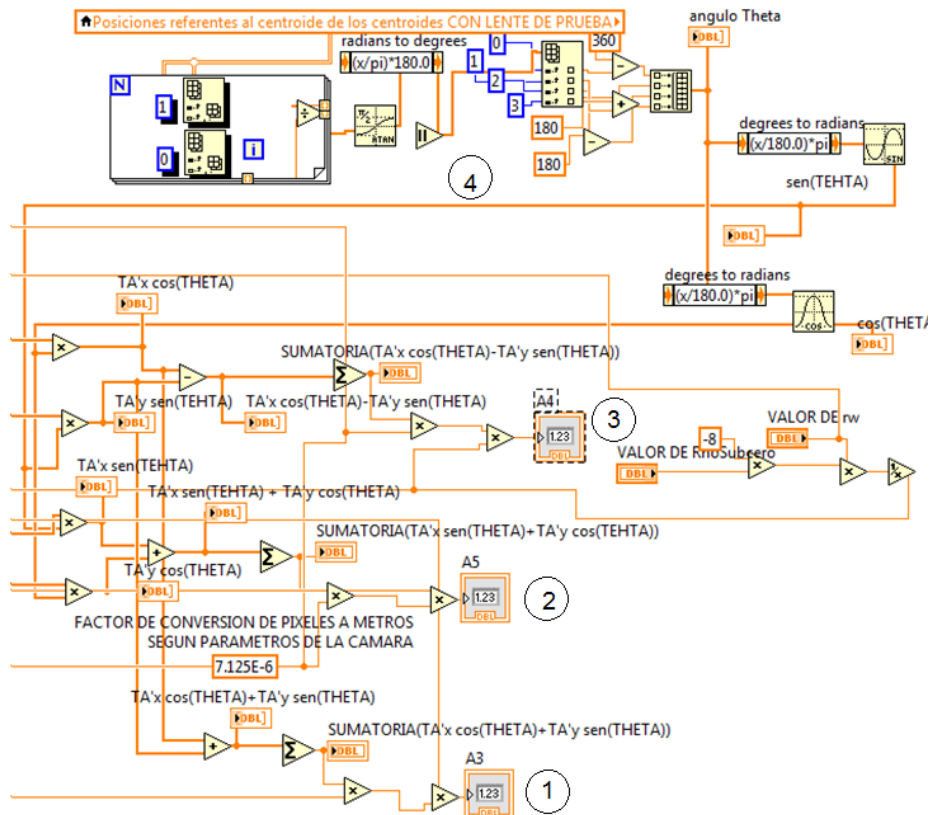 Posiciones referentes al centroide de los centroides CON LENTE DE PRUEBA
angulo Theta
DBL]
radians to degrees
(x/pi)*180.0
N
1
0
i
π/2
ATAN
0
1
2
3
360
180
180
4
degrees to radians
(x/180.0)*pi
SIN
sen(TEHTA)
DBL]
degrees to radians
(x/180.0)*pi
COS
cos(THETA
DBL]
TA'x cos(THETA)
DBL]
SUMATORIA(TA'x cos(THETA)-TA'y sen(THETA))
DBL
TA'y sen(TEHTA)
DBL]
TA'x cos(THETA)-TA'y sen(THETA)
DBL]
A4
1.23
DBL
3
VALOR DE rw
DBL
-8
VALOR DE RhoSubcero
DBL
1/x
TA'x sen(TEHTA)
DBL]
TA'x sen(TEHTA) + TA'y cos(THETA)
DBL]
SUMATORIA(TA'x sen(THETA)+TA'y cos(TEHTA))
DBL
TA'y cos(THETA)
DBL]
A5
1.23
DBL
2
FACTOR DE CONVERSION DE PIXELES A METROS
SEGUN PARAMETROS DE LA CAMARA
7.125E-6
TA'x cos(THETA)+TA'y sen(THETA)
DBL]
SUMATORIA(TA'x cos(THETA)+TA'y sen(THETA))
DBL
A3
1.23
DBL
1